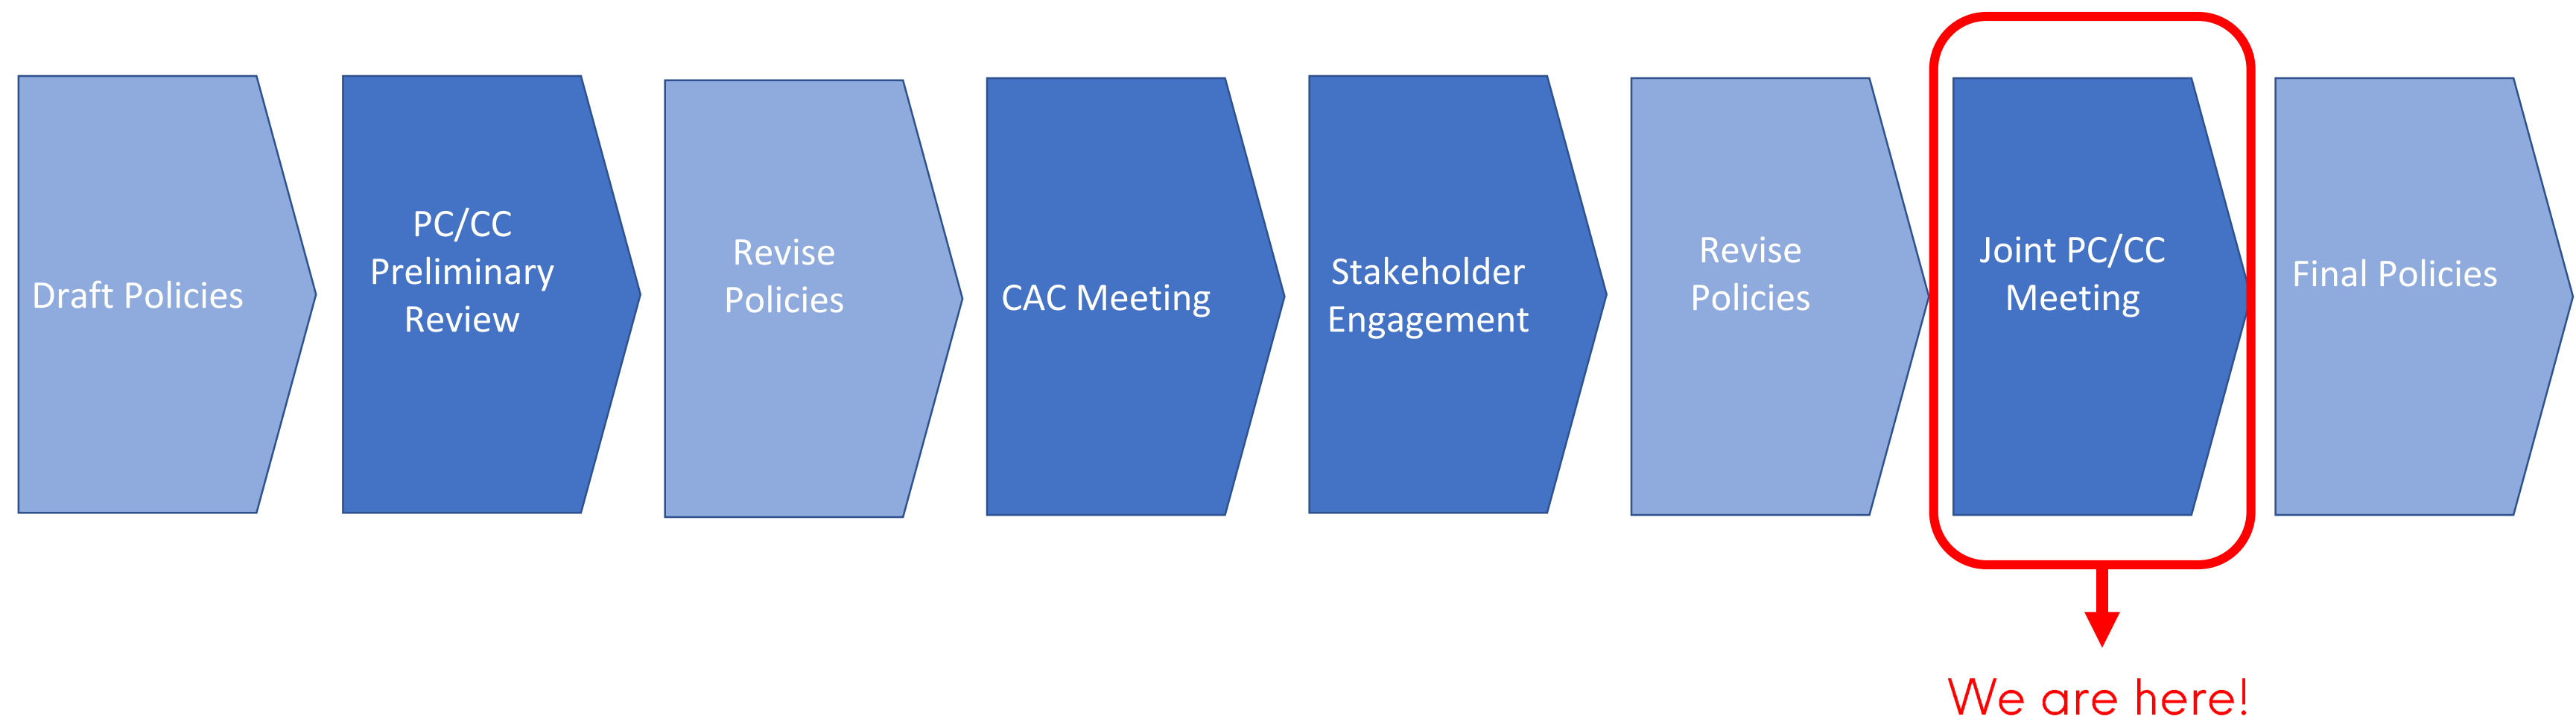 Draft Policies
PC/CC
Preliminary
Review
Revise
Policies
CAC Meeting
Stakeholder
Engagement
Revise
Policies
Joint PC/CC
Meeting
Final Policies
We are here!